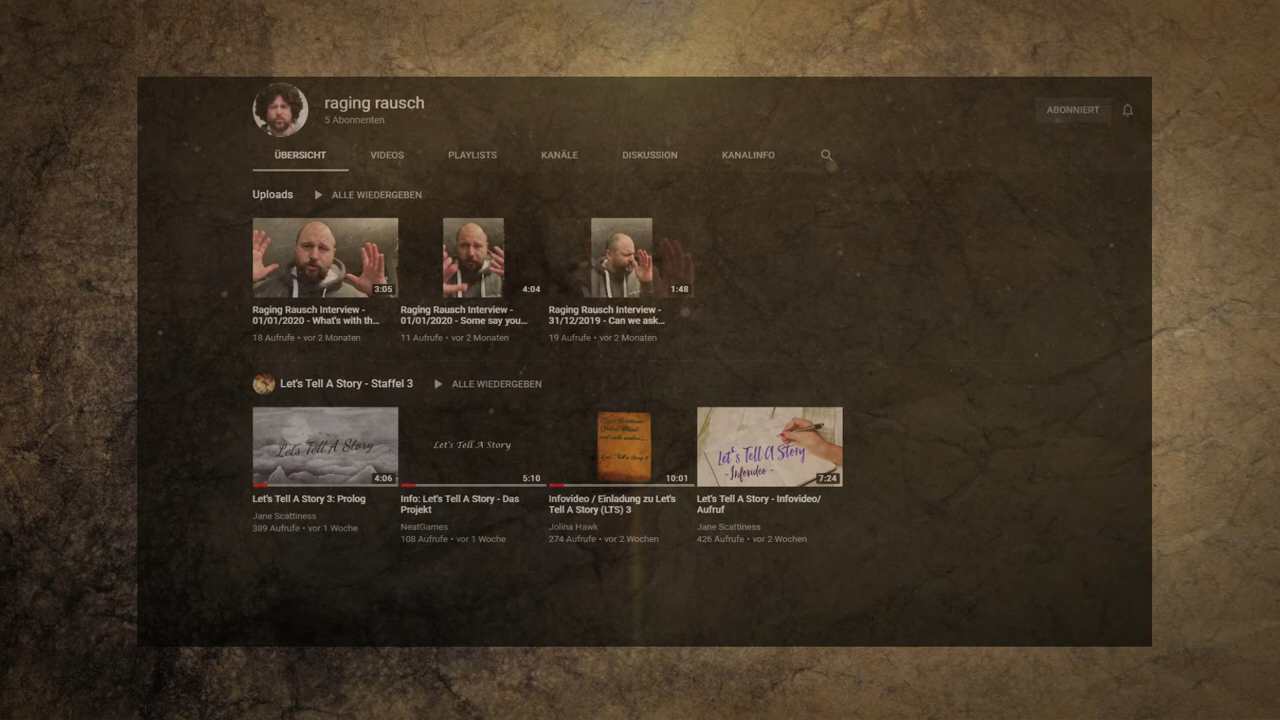 raging rausch
5 Abonnenten
ABONNIERT
ÜBERSICHT VIDEOS PLAYLISTS KANÄLE DISKUSSION KANALINFO
Uploads ALLE WIEDERGEBEN
3:05 4:04 1:48
Raging Rausch Interview -
01/01/2020 - What's with th...
18 Aufrufe • vor 2 Monaten
Raging Rausch Interview -
01/01/2020 - Some say you...
11 Aufrufe • vor 2 Monaten
Raging Rausch Interview -
31/12/2019 - Can we ask...
19 Aufrufe • vor 2 Monaten
Let's Tell A Story - Staffel 3 ALLE WIEDERGEBEN
Let's Tell A Story
4:06
Let's Tell A Story 3: Prolog
Jane Scattiness
389 Aufrufe • vor 1 Woche
Let's Tell A Story
5:10
Info: Let's Tell A Story - Das
Projekt
NeatGames
108 Aufrufe • vor 1 Woche
10:01
Infovideo / Einladung zu Let's
Tell A Story (LTS) 3
Jolina Hawk
274 Aufrufe • vor 2 Wochen
Let's Tell A Story
- Infovideo -
7:24
Let's Tell A Story - Infovideo/
Aufruf
Jane Scattiness
426 Aufrufe • vor 2 Wochen